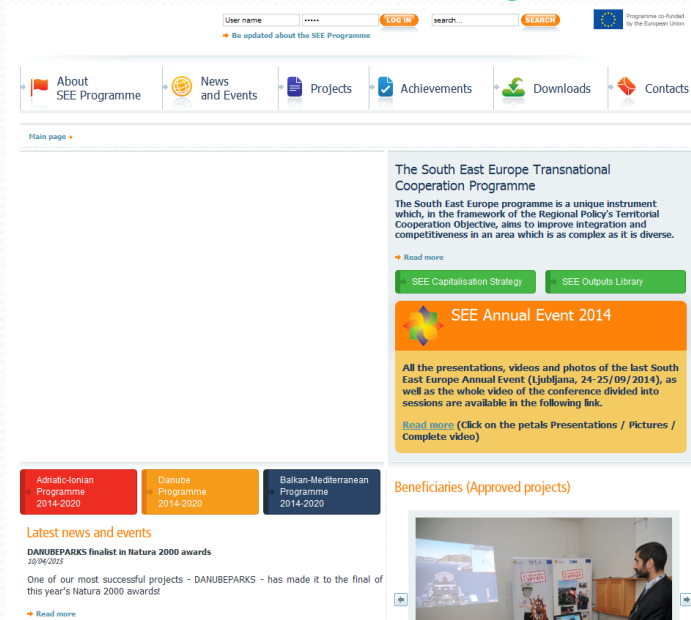 User name
•••••
LOG IN
search...
SEARCH
Programme co-funded
by the European Union
Be updated about the SEE Programme
About
SEE Programme
News
and Events
Projects
Achievements
Downloads
Contacts
Main page
The South East Europe Transnational
Cooperation Programme
The South East Europe programme is a unique instrument
which, in the framework of the Regional Policy's Territorial
Cooperation Objective, aims to improve integration and
competitiveness in an area which is as complex as it is diverse.
Read more
SEE Capitalisation Strategy
SEE Outputs Library
SEE Annual Event 2014
All the presentations, videos and photos of the last South
East Europe Annual Event (Ljubljana, 24-25/09/2014), as
well as the whole video of the conference divided into
sessions are available in the following link.
Read more (Click on the petals Presentations / Pictures /
Complete video)
Adriatic-Ionian
Programme
2014-2020
Danube
Programme
2014-2020
Balkan-Mediterranean
Programme
2014-2020
Latest news and events
DANUBEPARKS finalist in Natura 2000 awards
10/04/2015
One of our most successful projects - DANUBEPARKS - has made it to the final of
this year's Natura 2000 awards!
Read more
Beneficiaries (Approved projects)